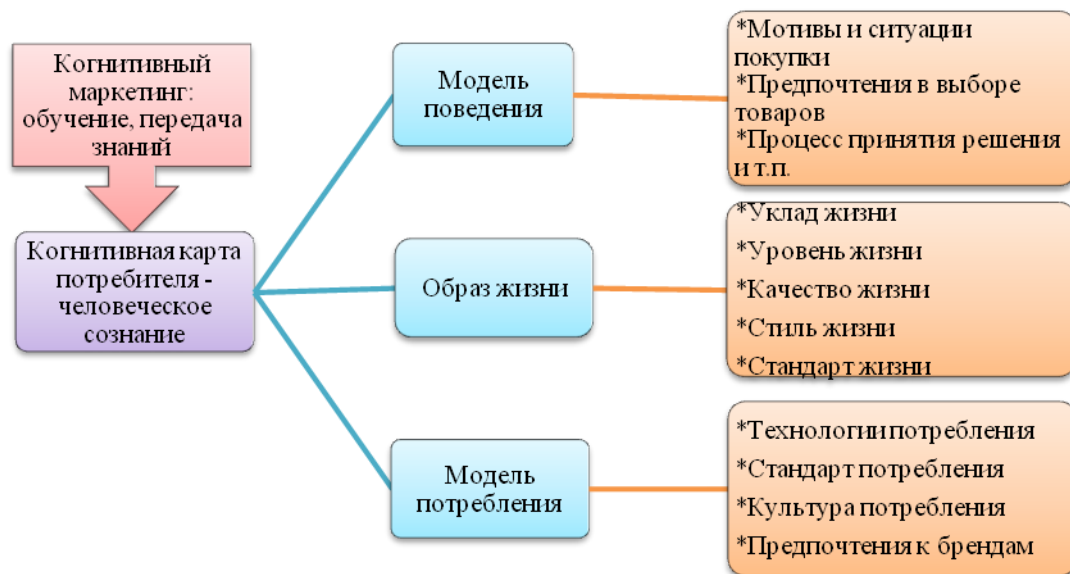 Когнитивный
маркетинг:
обучение, передача
знаний
Когнитивная карта
потребителя -
человеческое
сознание
Модель
поведения
*Мотивы и ситуации
покупки
*Предпочтения в выборе
товаров
*Процесс принятия решения
и т.п.
Образ жизни
*Уклад жизни
*Уровень жизни
*Качество жизни
*Стиль жизни
*Стандарт жизни
Модель
потребления
*Технологии потребления
*Стандарт потребления
*Культура потребления
*Предпочтения к брендам